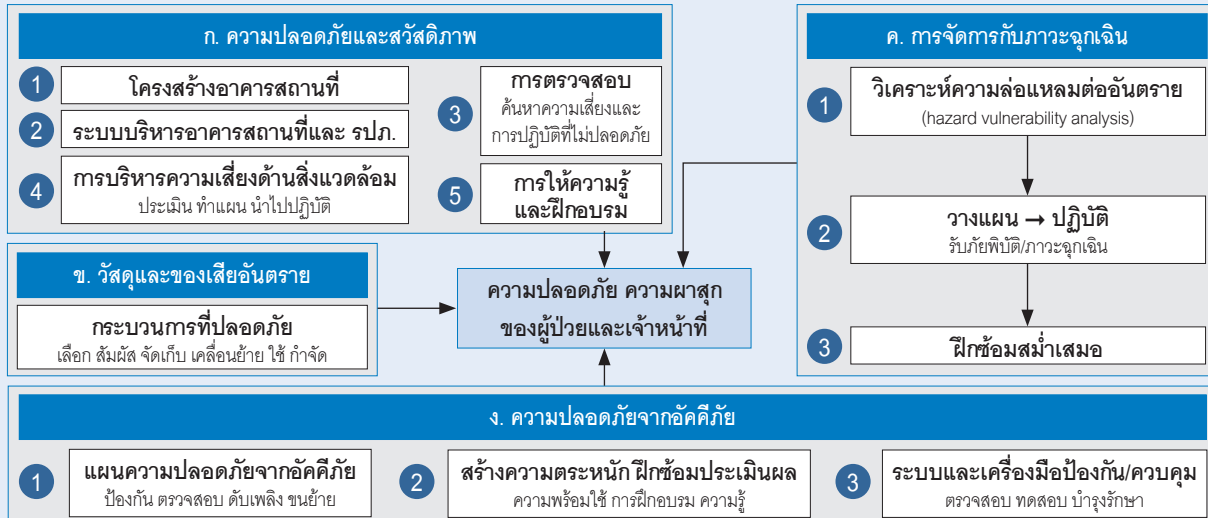 ก. ความปลอดภัยและสวัสดิภาพ
1
โครงสร้างอาคารสถานที่
2
ระบบบริหารอาคารสถานที่และ รปภ.
3
การตรวจสอบ
ค้นหาความเสี่ยงและ
การปฏิบัติที่ไม่ปลอดภัย
4
การบริหารความเสี่ยงด้านสิ่งแวดล้อม
ประเมิน ทำแผน นำไปปฏิบัติ
5
การให้ความรู้
และฝึกอบรม
ข. วัสดุและของเสียอันตราย
กระบวนการที่ปลอดภัย
เลือก สัมผัส จัดเก็บ เคลื่อนย้าย ใช้ กำจัด
ความปลอดภัย ความผาสุก
ของผู้ป่วยและเจ้าหน้าที่
ค. การจัดการกับภาวะฉุกเฉิน
1
วิเคราะห์ความล่อแหลมต่ออันตราย
(hazard vulnerability analysis)
2
วางแผน → ปฏิบัติ
รับภัยพิบัติ/ภาวะฉุกเฉิน
3
ฝึกซ้อมสม่ำเสมอ
ง. ความปลอดภัยจากอัคคีภัย
1
แผนความปลอดภัยจากอัคคีภัย
ป้องกัน ตรวจสอบ ดับเพลิง ขนย้าย
2
สร้างความตระหนัก ฝึกซ้อมประเมินผล
ความพร้อมใช้ การฝึกอบรม ความรู้
3
ระบบและเครื่องมือป้องกัน/ควบคุม
ตรวจสอบ ทดสอบ บำรุงรักษา